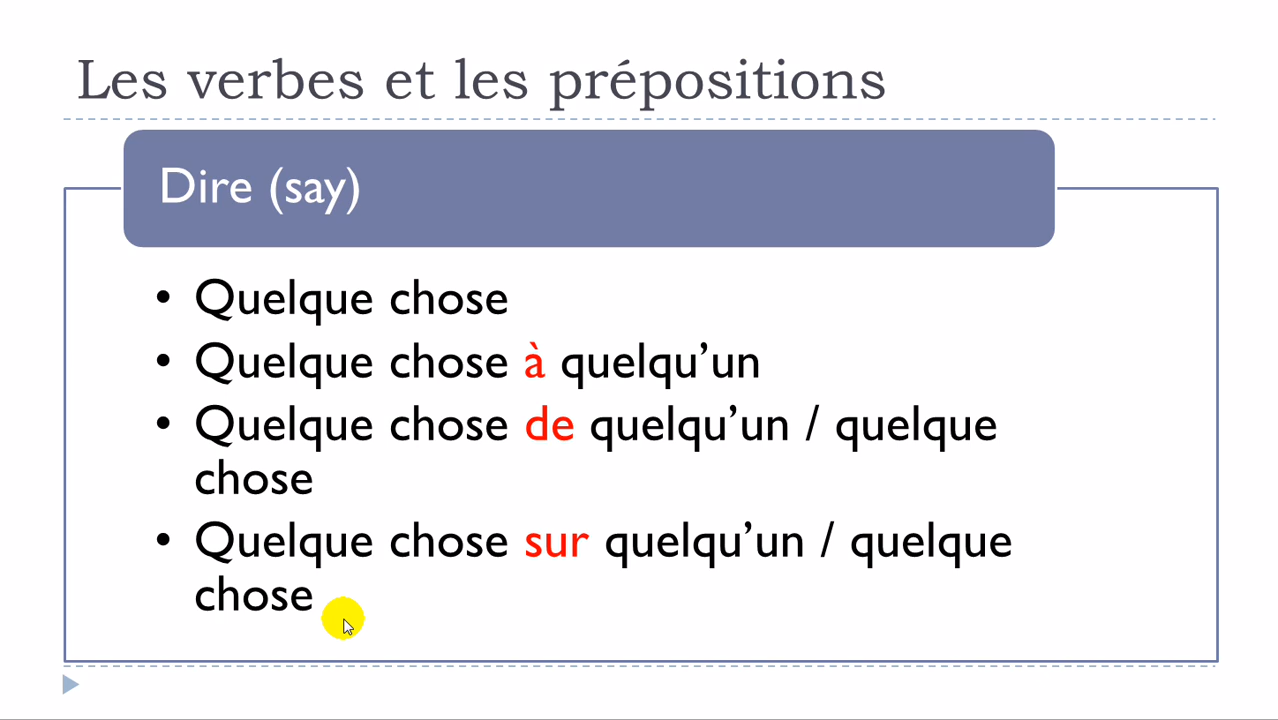 Les verbes et les prépositions
Dire (say)
• Quelque chose
• Quelque chose à quelqu’un
• Quelque chose de quelqu’un / quelque
chose
• Quelque chose sur quelqu’un / quelque
chose